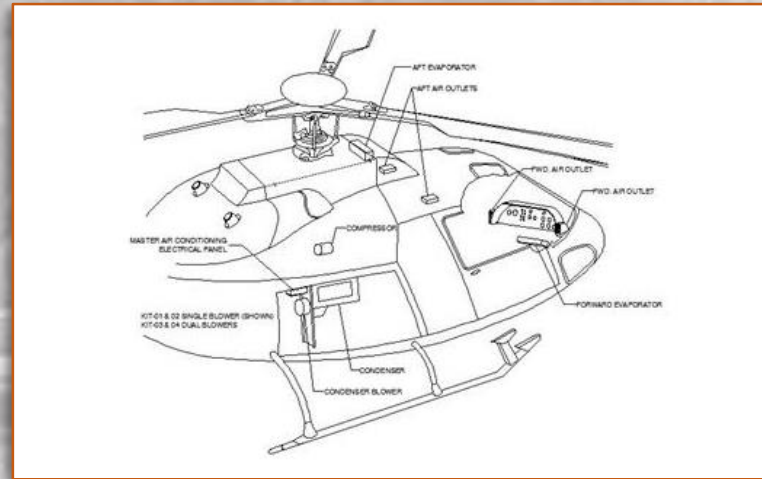 AFT EVAPORATOR
AFT AIR OUTLETS
FWD. AIR OUTLET
FWD. AIR OUTLET
COMPRESSOR
MASTER AIR CONDITIONING
ELECTRICAL PANEL
FORWARD EVAPORATOR
KIT-01 & 02 SINGLE BLOWER (SHOWN)
KIT-03 & 04 DUAL BLOWERS
CONDENSER
CONDENSER BLOWER